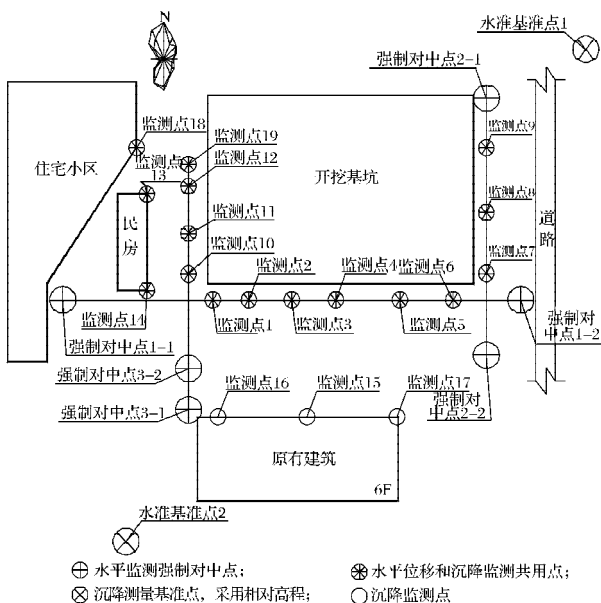 N
水准基准点1
强制对中点2-1
监测点18
监测点19
监测点9
监测点
13
监测点12
住宅小区
开挖基坑
民房
监测点11
监测点8
道路
监测点10
监测点2
监测点4
监测点6
监测点7
监测点14
监测点1
监测点3
监测点5
强制对
中点1-2
强制对中点1-1
强制对中点3-2
监测点16
监测点15
监测点17
强制对
中点2-2
强制对中点3-1
原有建筑
6F
水准基准点2
水平监测强制对中点;
水平位移和沉降监测共用点;
沉降测量基准点，采用相对高程;
沉降监测点